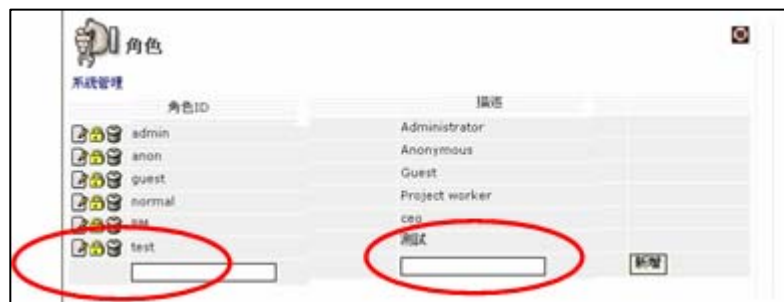 角色
系統管理
角色ID 描述
admin Administrator
anon Anonymous
guest Guest
normal Project worker
ceo
test 測試
新增